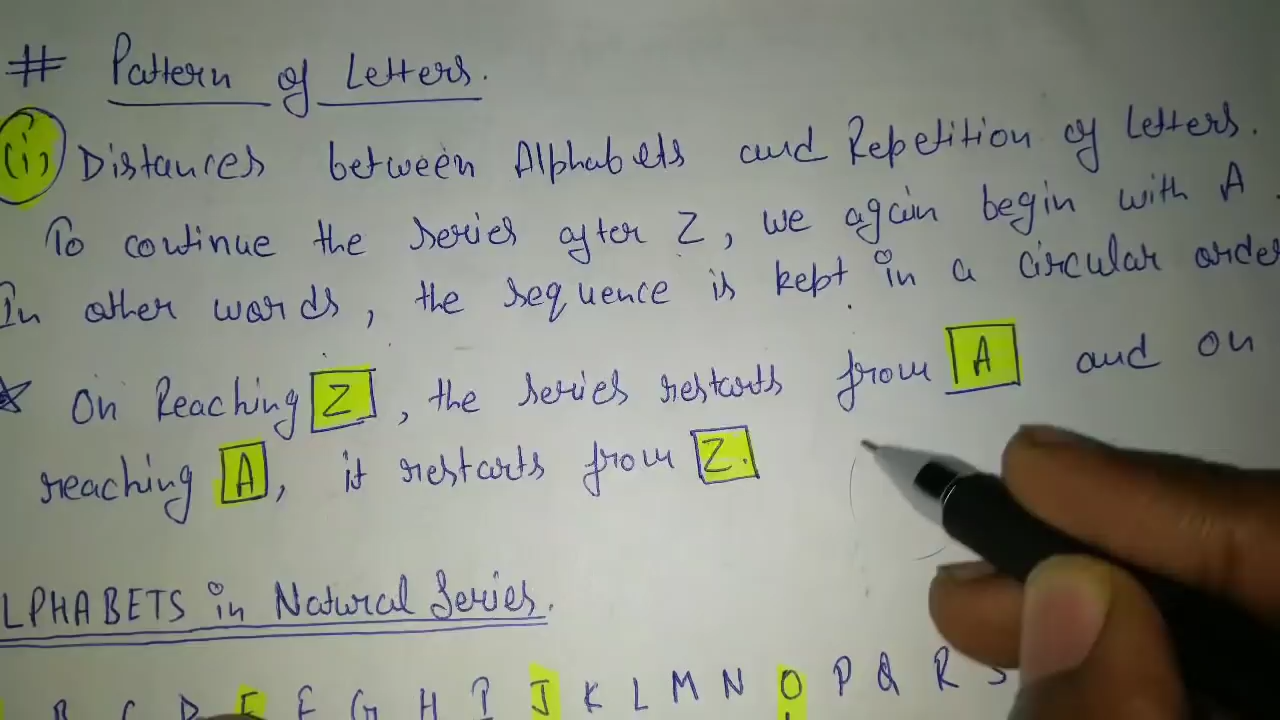 # Pattern of Letters.
(i) Distances between Alphabets and Repetition of Letters.
To continue the series after Z, we again begin with A.
In other words, the sequence is kept in a circular order
On Reaching Z, the series restarts from A and on
reaching A, it restarts from Z.
LPHABETS in Natural Series.
B C D E F G H I J K L M N O P Q R S